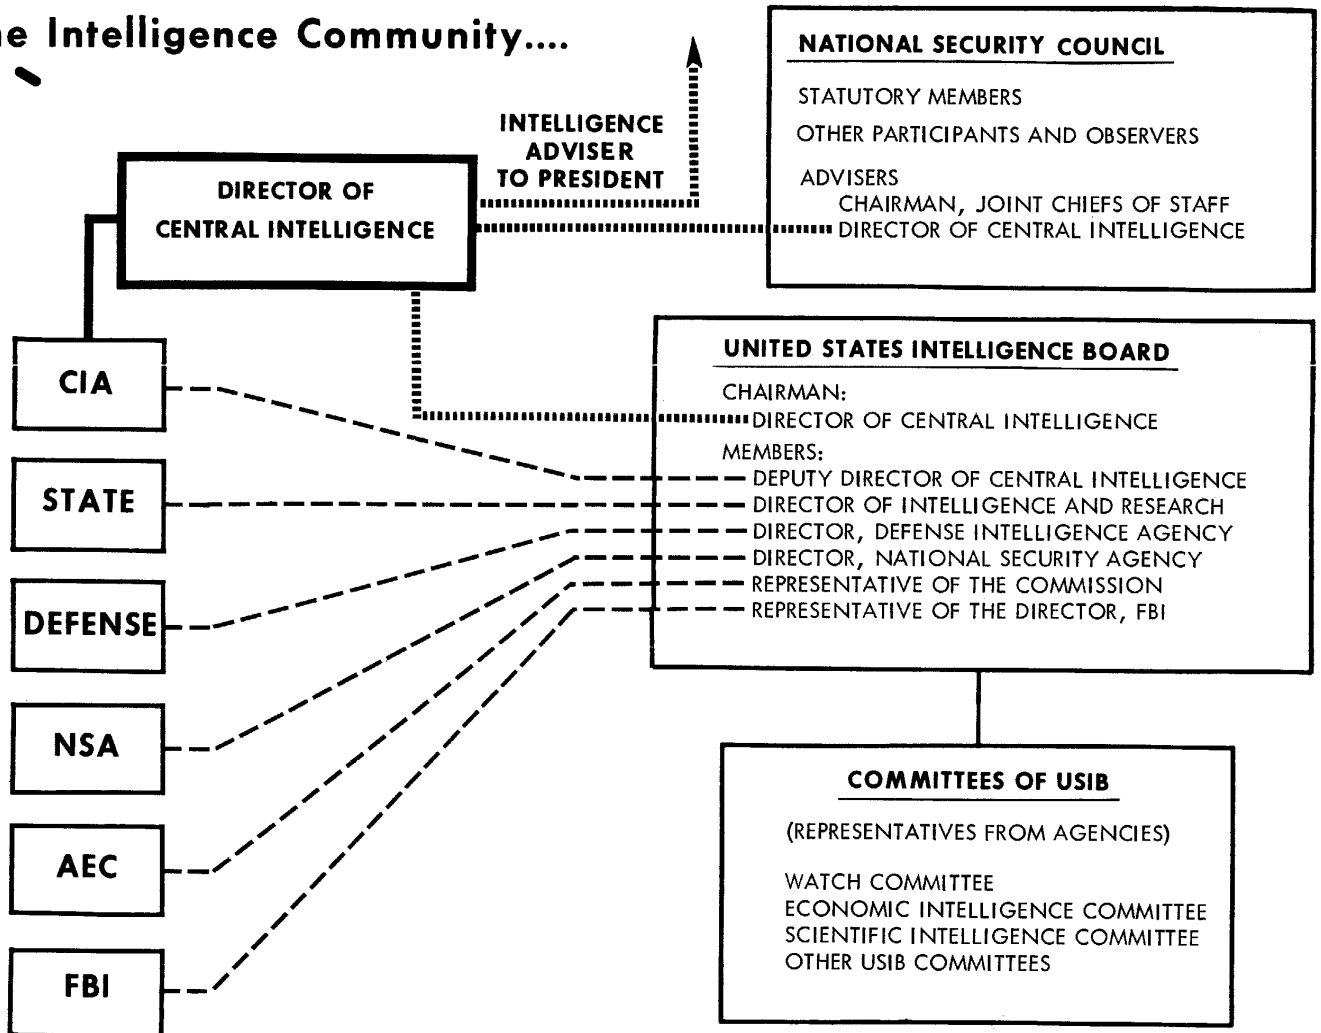 ne Intelligence Community....
INTELLIGENCE
ADVISER
TO PRESIDENT
DIRECTOR OF
CENTRAL INTELLIGENCE
NATIONAL SECURITY COUNCIL
STATUTORY MEMBERS
OTHER PARTICIPANTS AND OBSERVERS
ADVISERS
CHAIRMAN, JOINT CHIEFS OF STAFF
DIRECTOR OF CENTRAL INTELLIGENCE
CIA
STATE
DEFENSE
NSA
AEC
FBI
UNITED STATES INTELLIGENCE BOARD
CHAIRMAN:
DIRECTOR OF CENTRAL INTELLIGENCE
MEMBERS:
DEPUTY DIRECTOR OF CENTRAL INTELLIGENCE
DIRECTOR OF INTELLIGENCE AND RESEARCH
DIRECTOR, DEFENSE INTELLIGENCE AGENCY
DIRECTOR, NATIONAL SECURITY AGENCY
REPRESENTATIVE OF THE COMMISSION
REPRESENTATIVE OF THE DIRECTOR, FBI
COMMITTEES OF USIB
(REPRESENTATIVES FROM AGENCIES)
WATCH COMMITTEE
ECONOMIC INTELLIGENCE COMMITTEE
SCIENTIFIC INTELLIGENCE COMMITTEE
OTHER USIB COMMITTEES